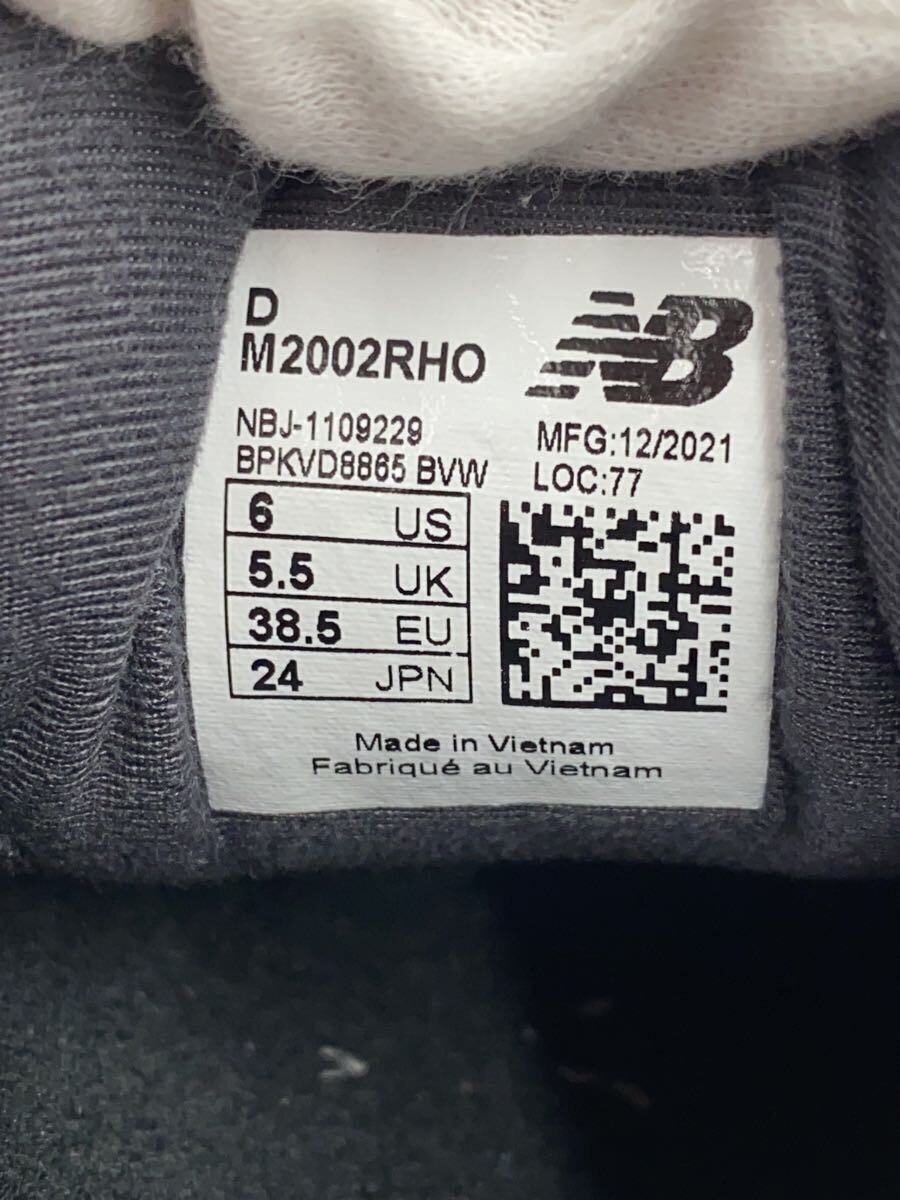 D
M2002RHO
NB
NBJ-1109229
BPKVD8865 BVW
MFG:12/2021
LOC:77
6 US
5.5 UK
38.5 EU
24 JPN
Made in Vietnam
Fabriqué au Vietnam